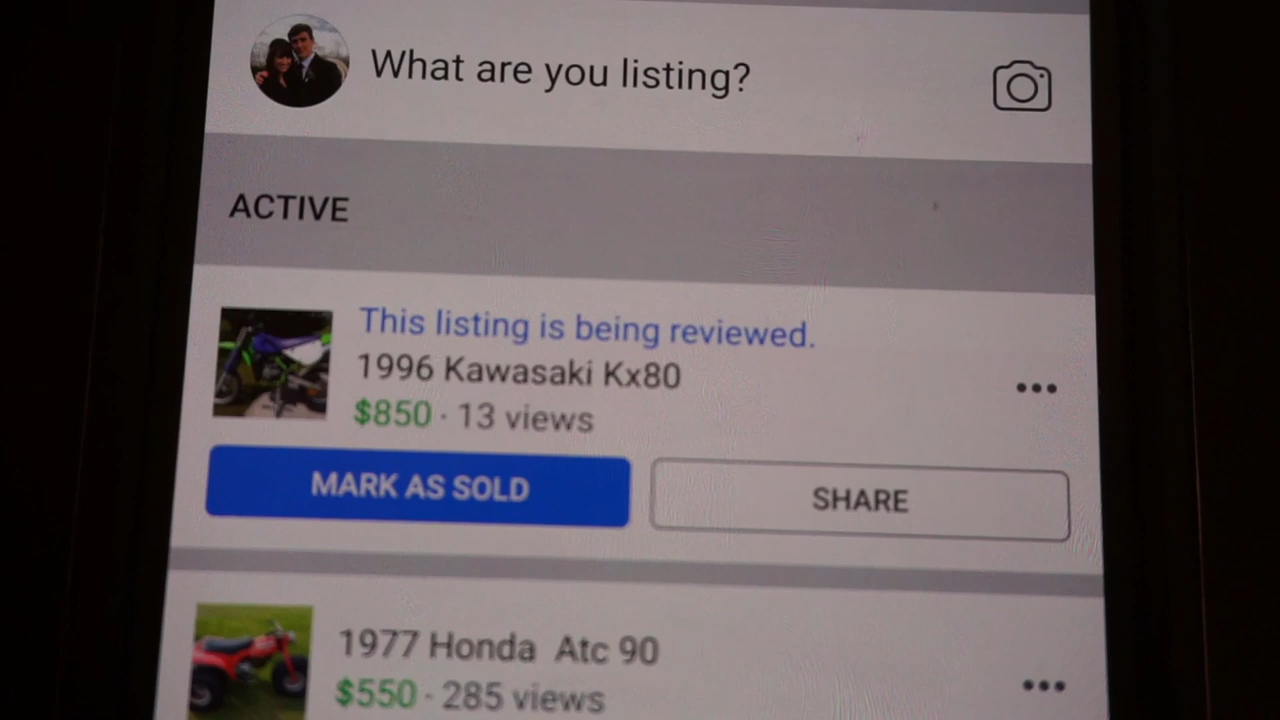 What are you listing?
ACTIVE
This listing is being reviewed.
1996 Kawasaki Kx80
$850 · 13 views
MARK AS SOLD
SHARE
1977 Honda Atc 90
$550 · 285 views